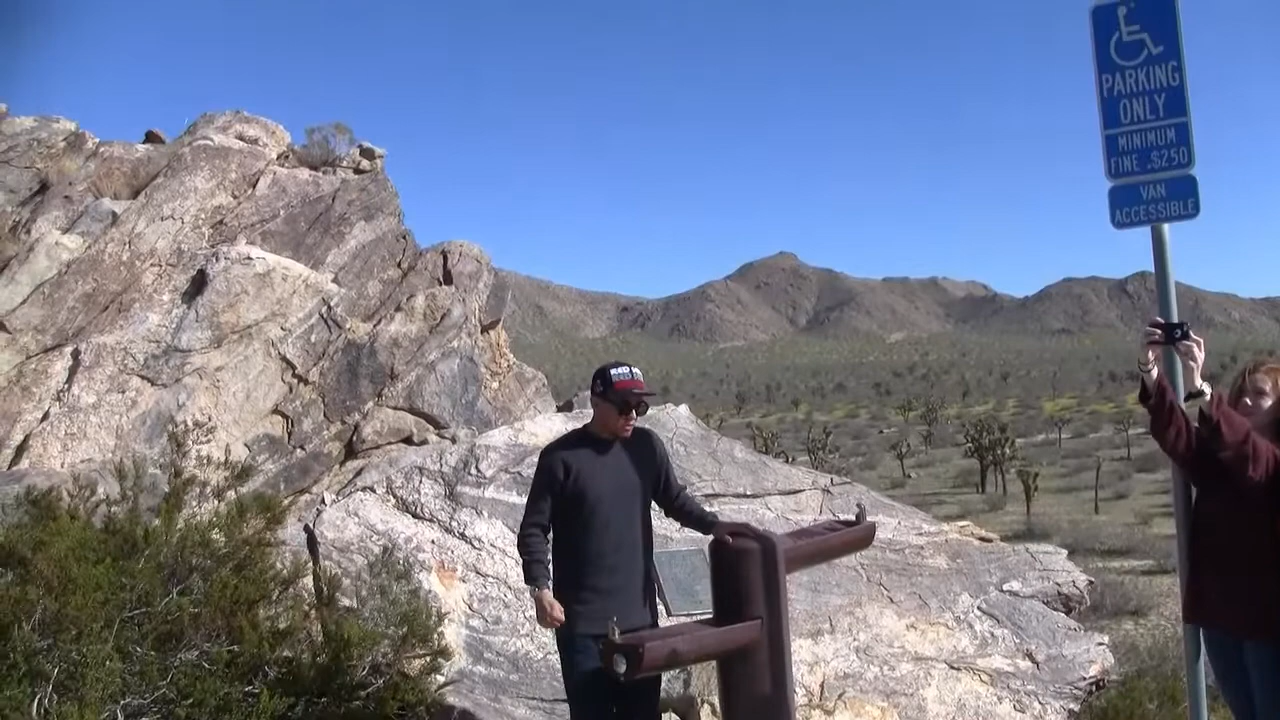 PARKING
ONLY
MINIMUM
FINE $250
VAN
ACCESSIBLE